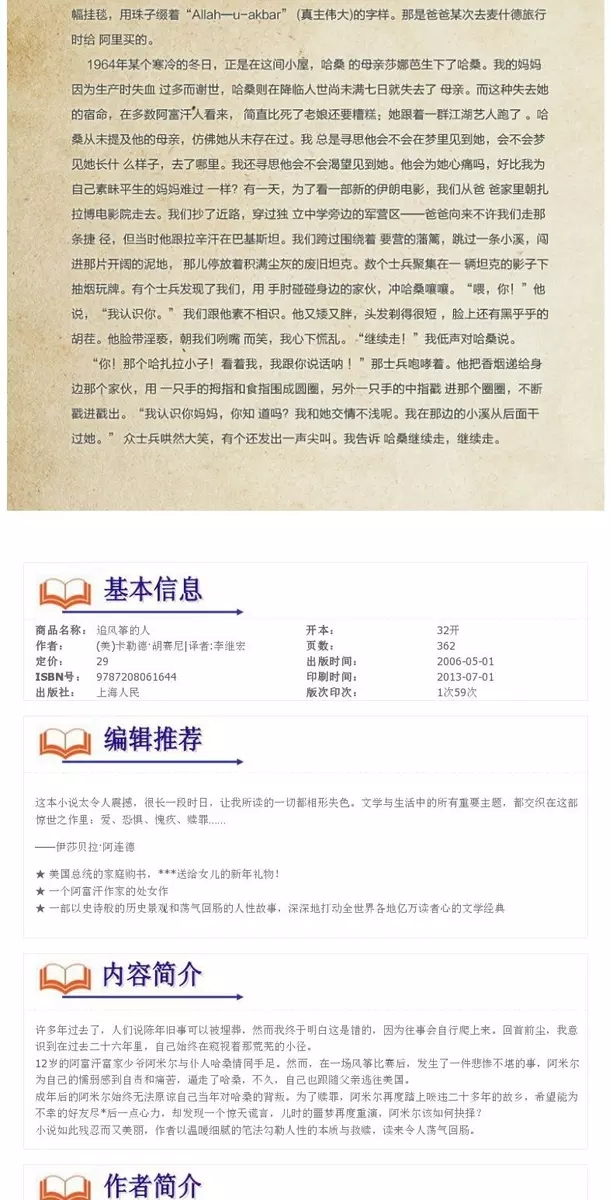 幅挂毯，用珠子缀着“Allah—u—akbar” (真主伟大)的字样。那是爸爸某次去麦什德旅行
时给 阿里买的。
1964年某个寒冷的冬日，正是在这间小屋，哈桑 的母亲莎娜芭生下了哈桑。我的妈妈
因为生产时失血 过多而谢世，哈桑则在降临人世尚未满七日就失去了 母亲。而这种失去她
的宿命，在多数阿富汗人看来， 简直比死了老娘还要糟糕：她跟着一群江湖艺人跑了 。哈
桑从未提及他的母亲，仿佛她从未存在过。我 总是寻思他会不会在梦里见到她，会不会梦
见她长什 么样子，去了哪里。我还寻思他会不会渴望见到她。他会为她心痛吗，好比我为
自己素昧平生的妈妈难过 一样？有一天，为了看一部新的伊朗电影，我们从爸 爸家里朝扎
拉博电影院走去。我们抄了近路，穿过独 立中学旁边的军营区——爸爸向来不许我们走那
条捷 径，但当时他跟拉辛汗在巴基斯坦。我们跨过围绕着 要营的藩篱，跳过一条小溪，闯
进那片开阔的泥地， 那儿停放着积满尘灰的废旧坦克。数个士兵聚集在一 辆坦克的影子下
抽烟玩牌。有个士兵发现了我们，用 手肘碰碰身边的家伙，冲哈桑嚷嚷。“喂，你！”他
说，“我认识你。” 我们跟他素不相识。他又矮又胖，头发剃得很短 ，脸上还有黑乎乎的
胡茬。他脸带淫亵，朝我们咧嘴 而笑，我心下慌乱。“继续走！”我低声对哈桑说。
“你！那个哈扎拉小子！看着我，我跟你说话呐 ！”那士兵咆哮着。他把香烟递给身
边那个家伙，用 一只手的拇指和食指围成圆圈，另外一只手的中指戳 进那个圈圈，不断
戳进戳出。“我认识你妈妈，你知 道吗？我和她交情不浅呢。我在那边的小溪从后面干
过她。” 众士兵哄然大笑，有个还发出一声尖叫。我告诉 哈桑继续走，继续走。
基本信息
商品名称： 追风筝的人 开本： 32开
作者： (美)卡勒德·胡赛尼|译者:李继宏 页数： 362
定价： 29 出版时间： 2006-05-01
ISBN号： 9787208061644 印刷时间： 2013-07-01
出版社： 上海人民 版次印次： 1次59次
编辑推荐
这本小说太令人震撼，很长一段时日，让我所读的一切都相形失色。文学与生活中的所有重要主题，都交织在这部
惊世之作里：爱、恐惧、愧疚、赎罪……
——伊莎贝拉·阿连德
★ 美国总统的家庭购书，***送给女儿的新年礼物！
★ 一个阿富汗作家的处女作
★ 一部以史诗般的历史景观和荡气回肠的人性故事，深深地打动全世界各地亿万读者心的文学经典
内容简介
许多年过去了，人们说陈年旧事可以被埋葬，然而我终于明白这是错的，因为往事会自行爬上来。回首前尘，我意
识到在过去二十六年里，自己始终在窥视着那荒芜的小径。
12岁的阿富汗富家少爷阿米尔与仆人哈桑情同手足。然而，在一场风筝比赛后，发生了一件悲惨不堪的事，阿米尔
为自己的懦弱感到自责和痛苦，逼走了哈桑，不久，自己也跟随父亲逃往美国。
成年后的阿米尔始终无法原谅自己当年对哈桑的背叛。为了赎罪，阿米尔再度踏上暌违二十多年的故乡，希望能为
不幸的好友尽*后一点心力，却发现一个惊天谎言，儿时的噩梦再度重演，阿米尔该如何抉择？
小说如此残忍而又美丽，作者以温暖细腻的笔法勾勒人性的本质与救赎，读来令人荡气回肠。
作者简介